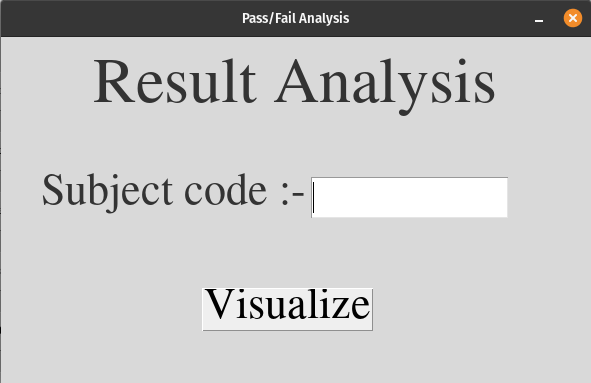 Pass/Fail Analysis
Result Analysis
Subject code :-
Visualize